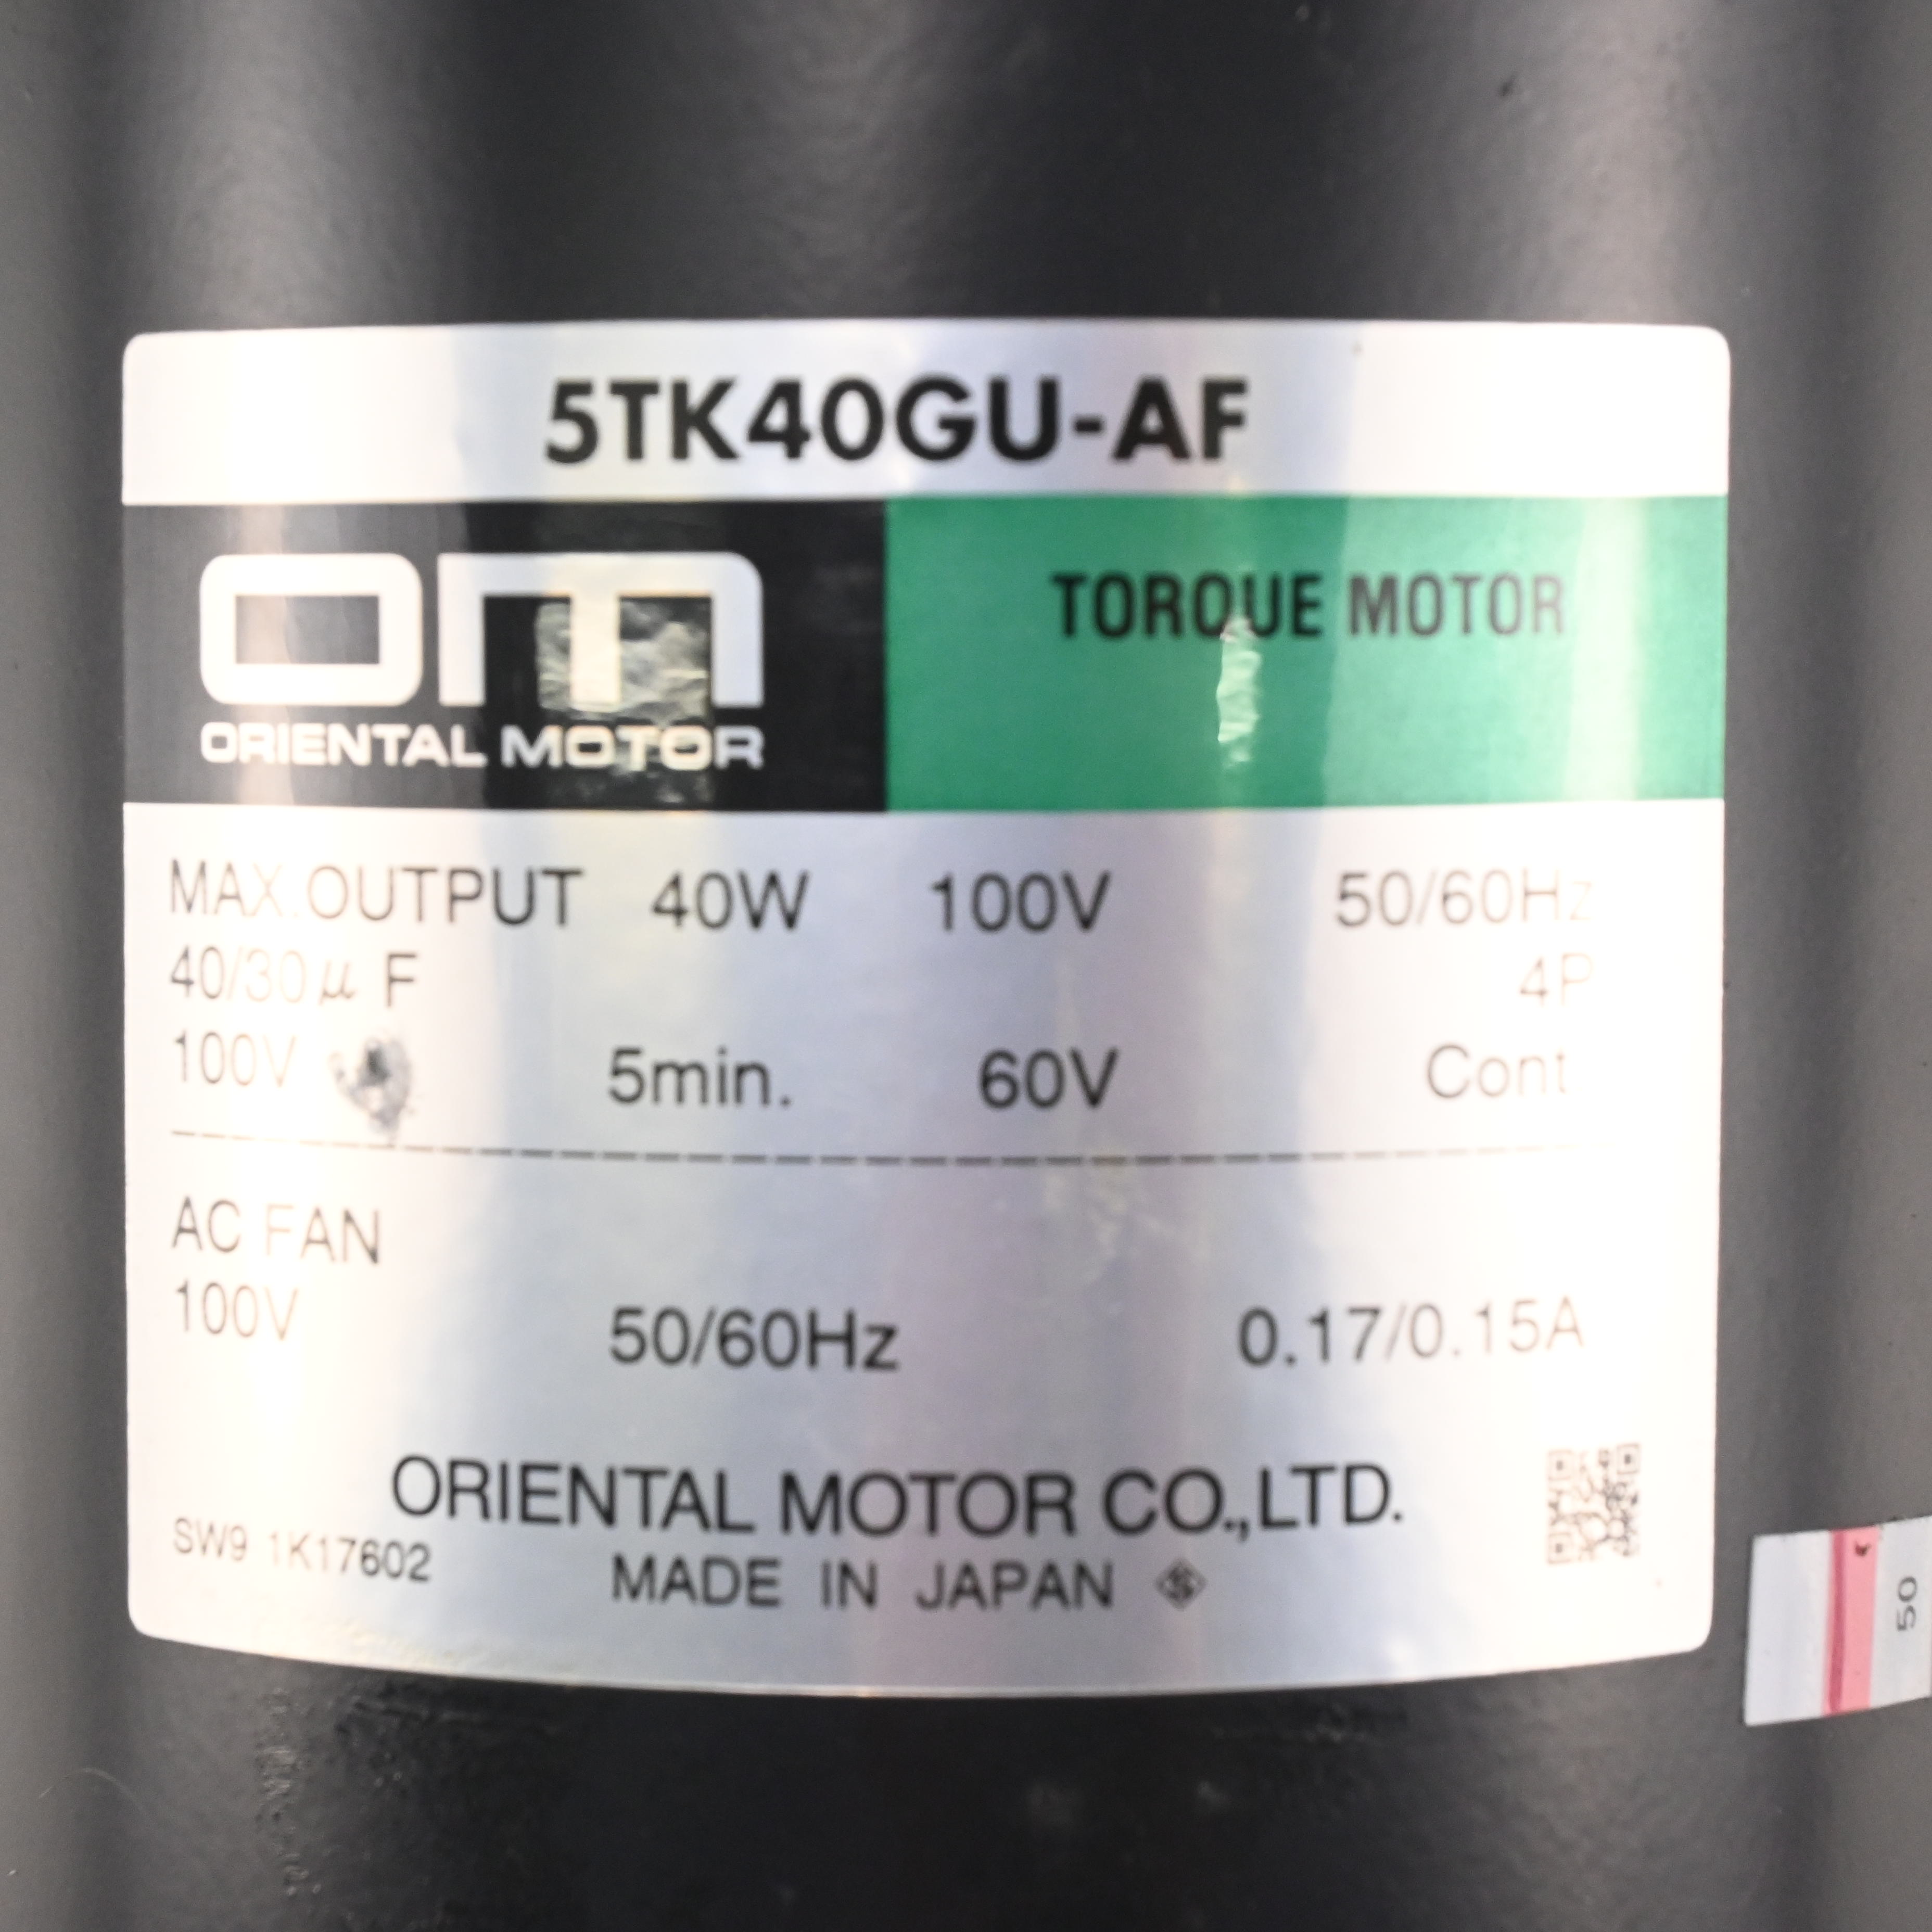 5TK40GU-AF
om
ORIENTAL MOTOR
TORQUE MOTOR
MAX.OUTPUT 40W 100V 50/60Hz
40/30μF 4P
100V 5min. 60V Cont
AC FAN
100V 50/60Hz 0.17/0.15A
ORIENTAL MOTOR CO.,LTD.
SW9 1K17602
MADE IN JAPAN
50